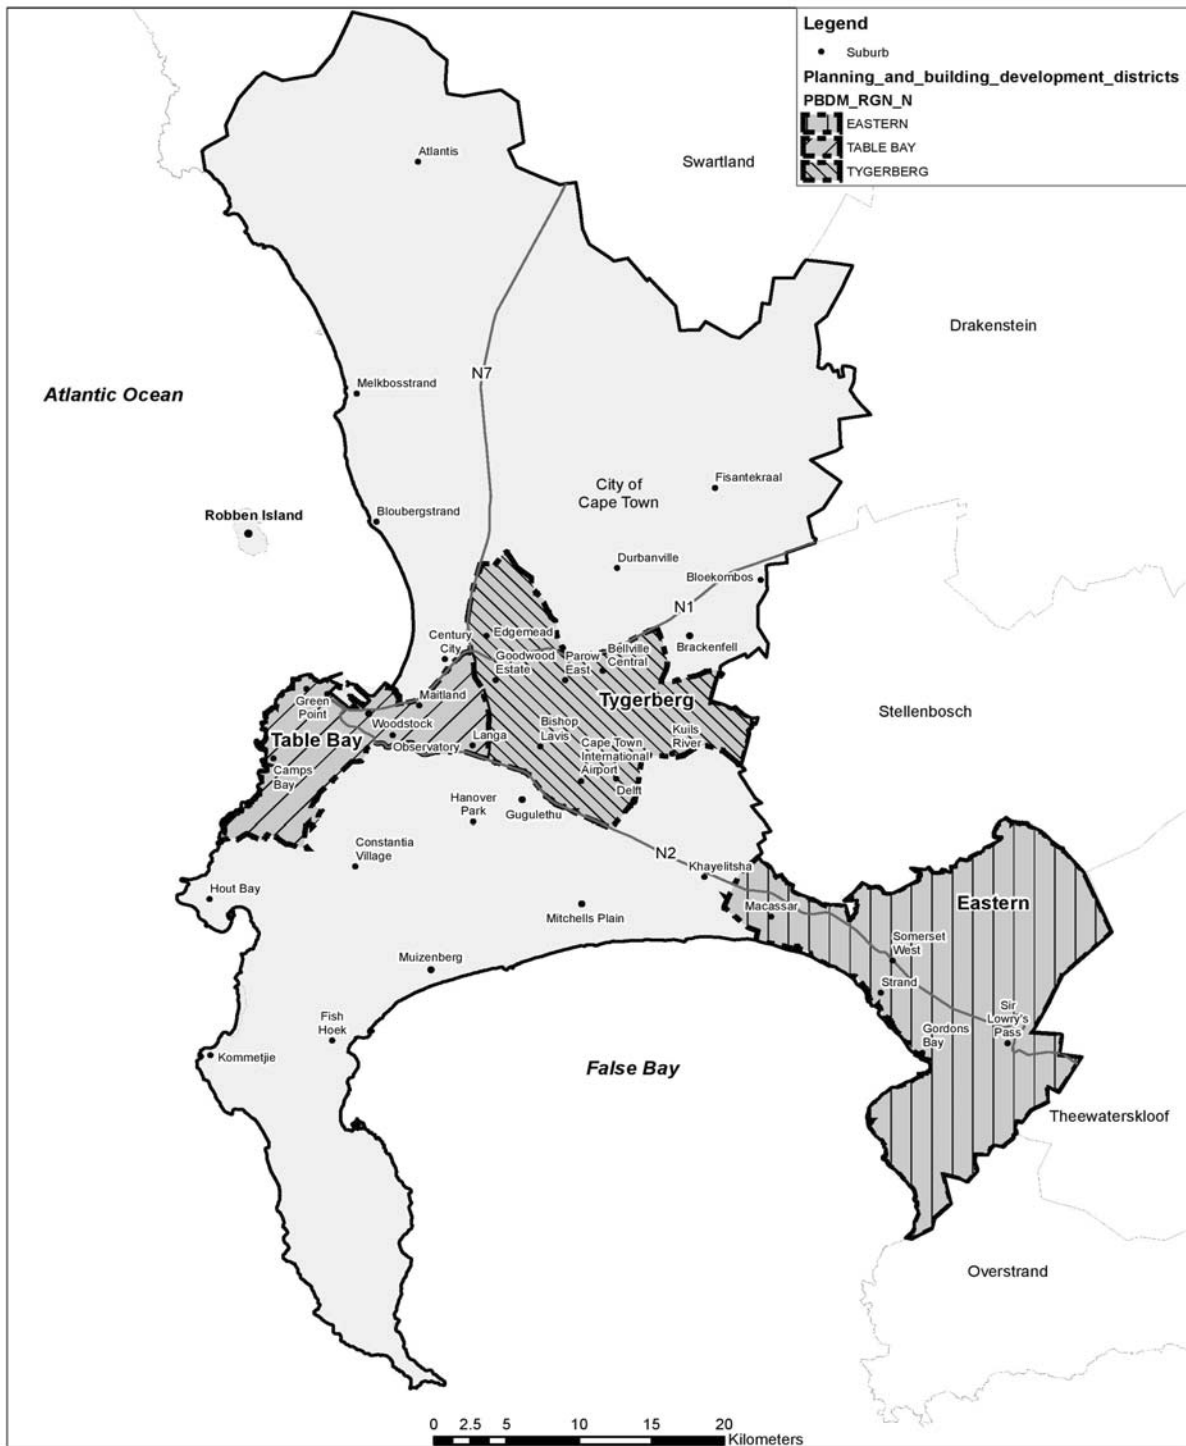 Legend
Suburb
Planning_and_building_development_districts
PBDM_RGN_N
EASTERN
TABLE BAY
TYGERBERG
Atlantis
Swartland
Drakenstein
N7
Melkbosstrand
Atlantic Ocean
Fisantekraal
City of
Cape Town
Robben Island
Bloubergstrand
Durbanville
Bloekombos
N1
Century
City
Edgemead
Goodwood
Estate
Parow
East
Bellville
Central
Brackenfell
Green
Point
Maitland
Tygerberg
Stellenbosch
Woodstock
Table Bay
Observatory
Langa
Bishop
Lavis
Cape Town
International
Airport
Kuils
River
Camps
Bay
Delft
Hanover
Park
Gugulethu
Constantia
Village
N2
Khayelitsha
Hout Bay
Mitchells Plain
Macassar
Eastern
Somerset
West
Muizenberg
Strand
Sir
Lowry's
Pass
Fish
Hoek
Gordons
Bay
Kommetjie
False Bay
Theewaterskloof
Overstrand
0 2.5 5 10 15 20
Kilometers